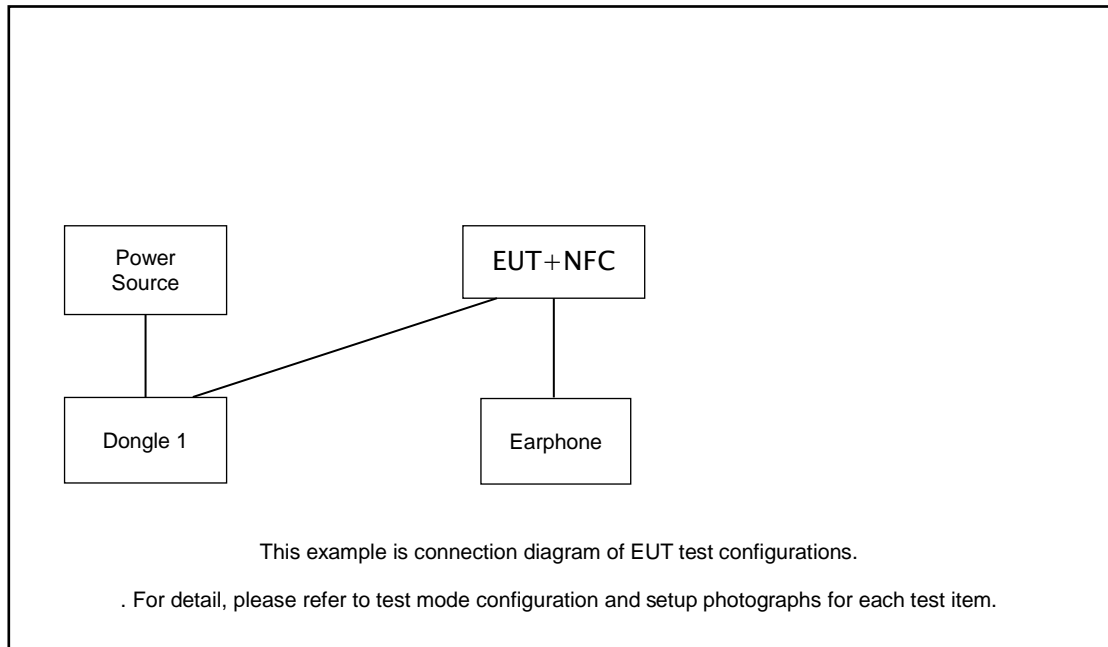 Power
Source
EUT+NFC
Dongle 1
Earphone
This example is connection diagram of EUT test configurations.
. For detail, please refer to test mode configuration and setup photographs for each test item.